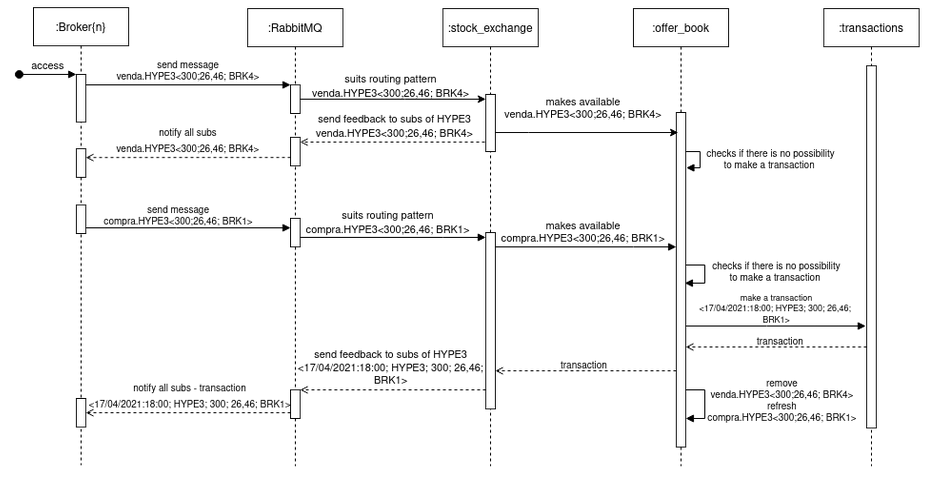 :Broker{n}
:RabbitMQ
:stock_exchange
:offer_book
:transactions
access
send message
venda.HYPE3<300;26,46; BRK4>
suits routing pattern
venda.HYPE3<300;26,46; BRK4>
makes available
venda.HYPE3<300;26,46; BRK4>
send feedback to subs of HYPE3
venda.HYPE3<300;26,46; BRK4>
notify all subs
venda.HYPE3<300;26,46; BRK4>
checks if there is no possibility
to make a transaction
send message
compra.HYPE3<300;26,46; BRK1>
suits routing pattern
compra.HYPE3<300;26,46; BRK1>
makes available
compra.HYPE3<300;26,46; BRK1>
checks if there is no possibility
to make a transaction
make a transaction
<17/04/2021:18:00; HYPE3; 300; 26,46;
BRK1>
transaction
transaction
send feedback to subs of HYPE3
<17/04/2021:18:00; HYPE3; 300; 26,46;
BRK1>
notify all subs - transaction
<17/04/2021:18:00; HYPE3; 300; 26,46; BRK1>
remove
venda.HYPE3<300;26,46; BRK4>
refresh
compra.HYPE3<300;26,46; BRK1>